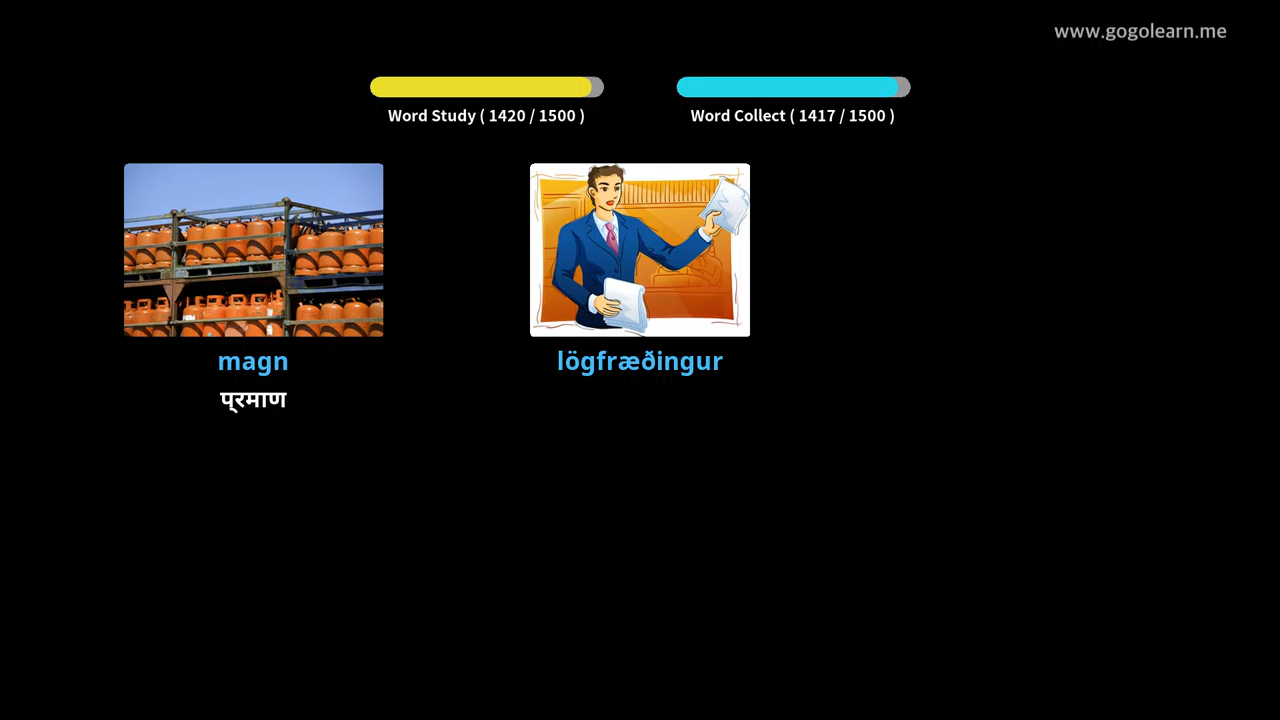 www.gogolearn.me
Word Study ( 1420 / 1500 )
Word Collect ( 1417 / 1500 )
magn
lögfræðingur
प्रमाण